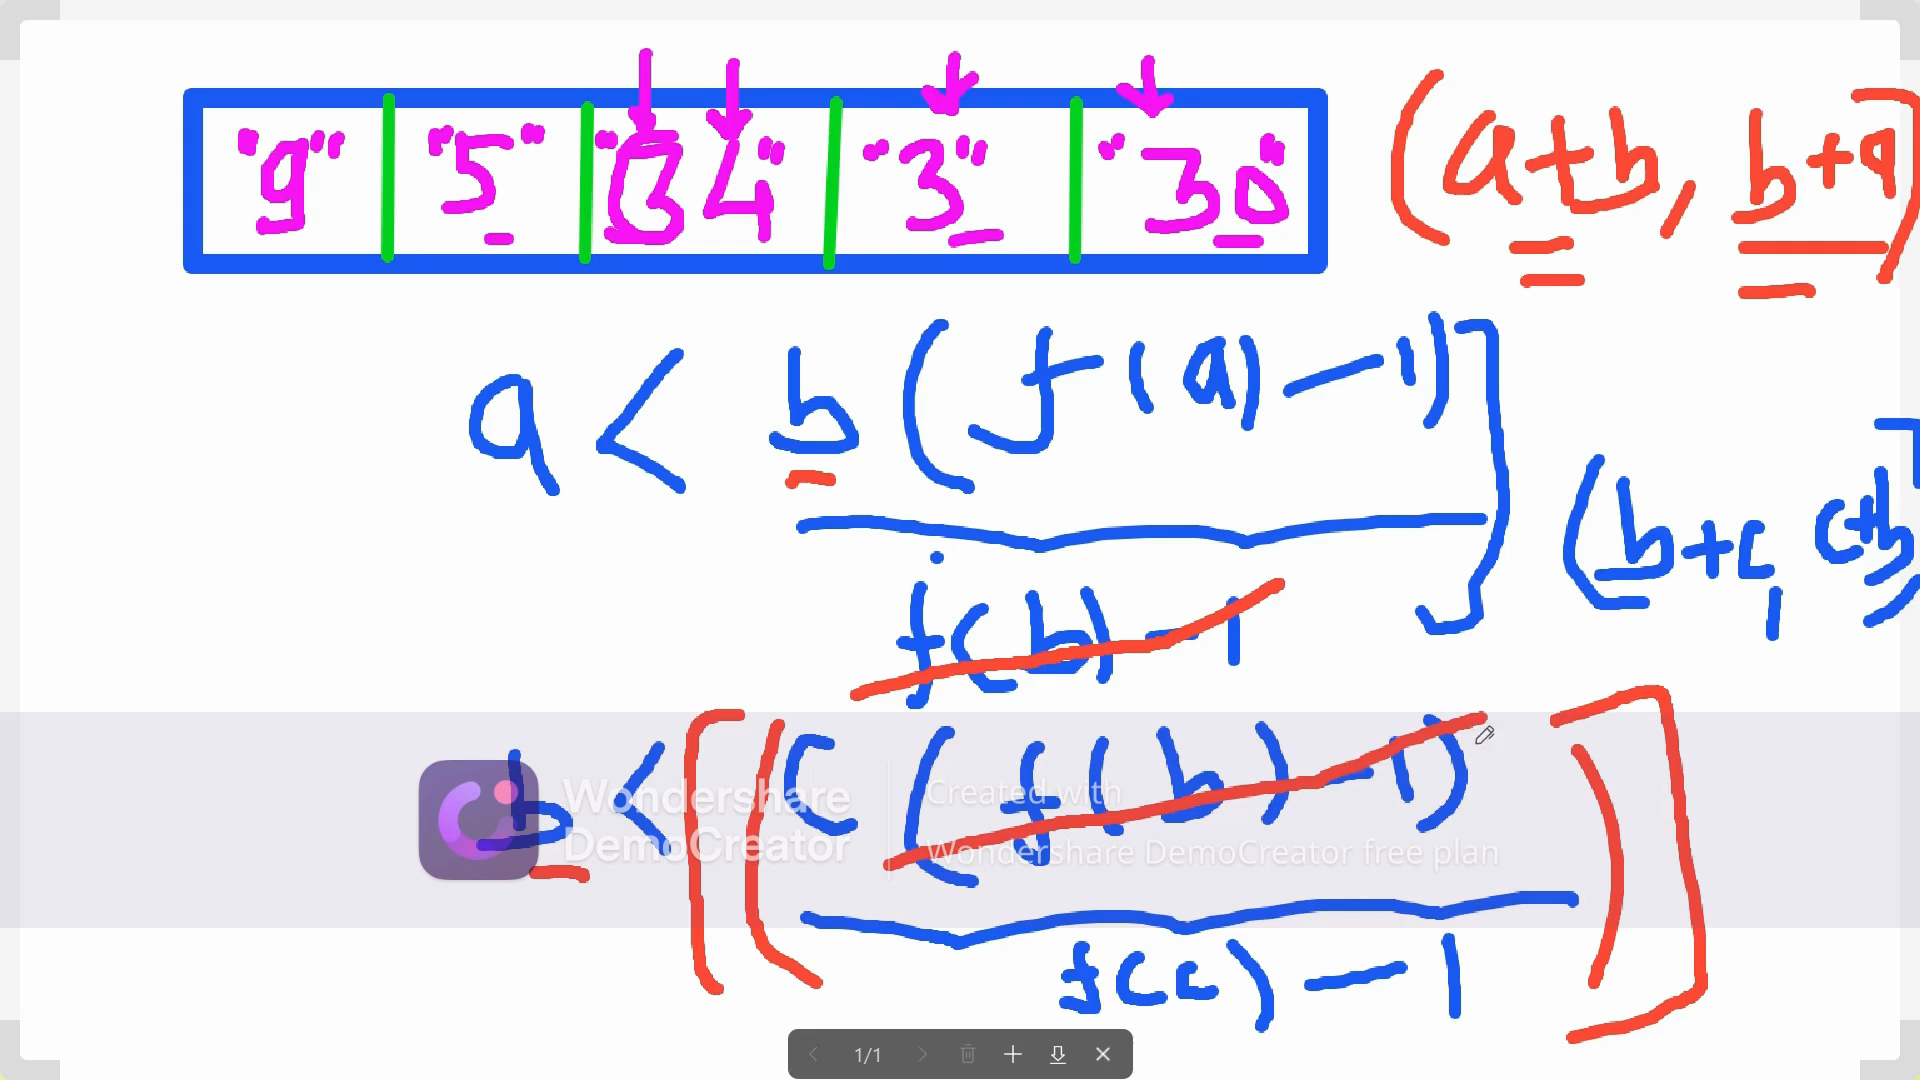 "9" "5" "34" "3" "30" (a+b, b+a)
a < b (f(a)-1)
(b+c, c+b)
f(b)-1
b < ((c (f(b)-1)
Wondershare DemoCreator
Created with
Wondershare DemoCreator free plan
f(c)-1
1/1